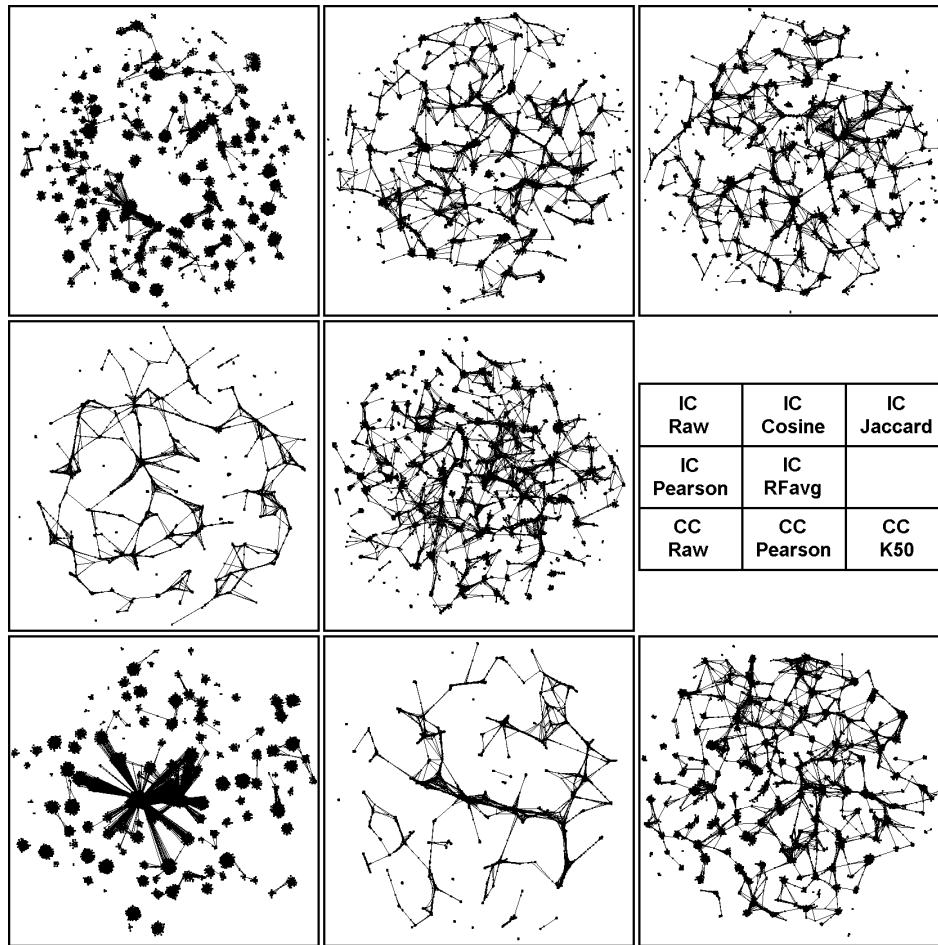 IC IC IC
Raw Cosine Jaccard
IC IC
Pearson RFavg
CC CC CC
Raw Pearson K50